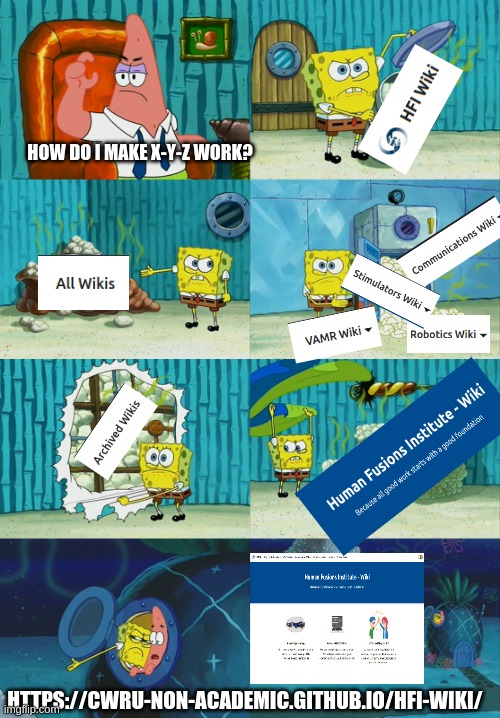 HFI Wiki
HOW DO I MAKE X-Y-Z WORK?
All Wikis
Communications Wiki
Stimulators Wiki
VAMR Wiki
Robotics Wiki
Archived Wikis
Human Fusions Institute - Wiki
Because all good work starts with a good foundation
Human Fusions Institute - Wiki
HTTPS://CWRU-NON-ACADEMIC.GITHUB.IO/HFI-WIKI/
imgflip.com